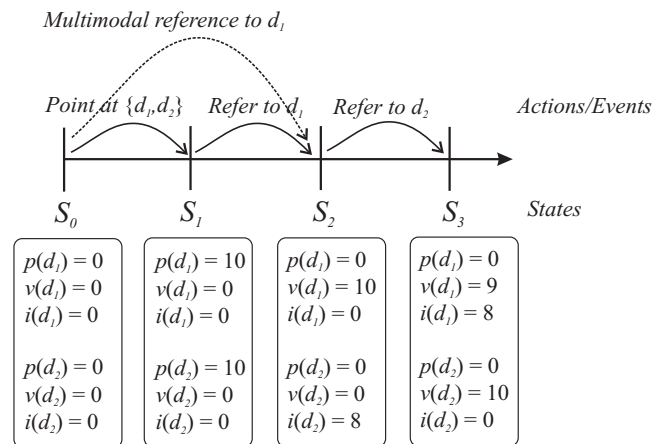 Multimodal reference to d₁
Point at {d₁,d₂} Refer to d₁ Refer to d₂ Actions/Events
S₀ S₁ S₂ S₃ States
p(d₁) = 0 p(d₁) = 10 p(d₁) = 0 p(d₁) = 0
v(d₁) = 0 v(d₁) = 0 v(d₁) = 10 v(d₁) = 9
i(d₁) = 0 i(d₁) = 0 i(d₁) = 0 i(d₁) = 8
p(d₂) = 0 p(d₂) = 10 p(d₂) = 0 p(d₂) = 0
v(d₂) = 0 v(d₂) = 0 v(d₂) = 0 v(d₂) = 10
i(d₂) = 0 i(d₂) = 0 i(d₂) = 8 i(d₂) = 0